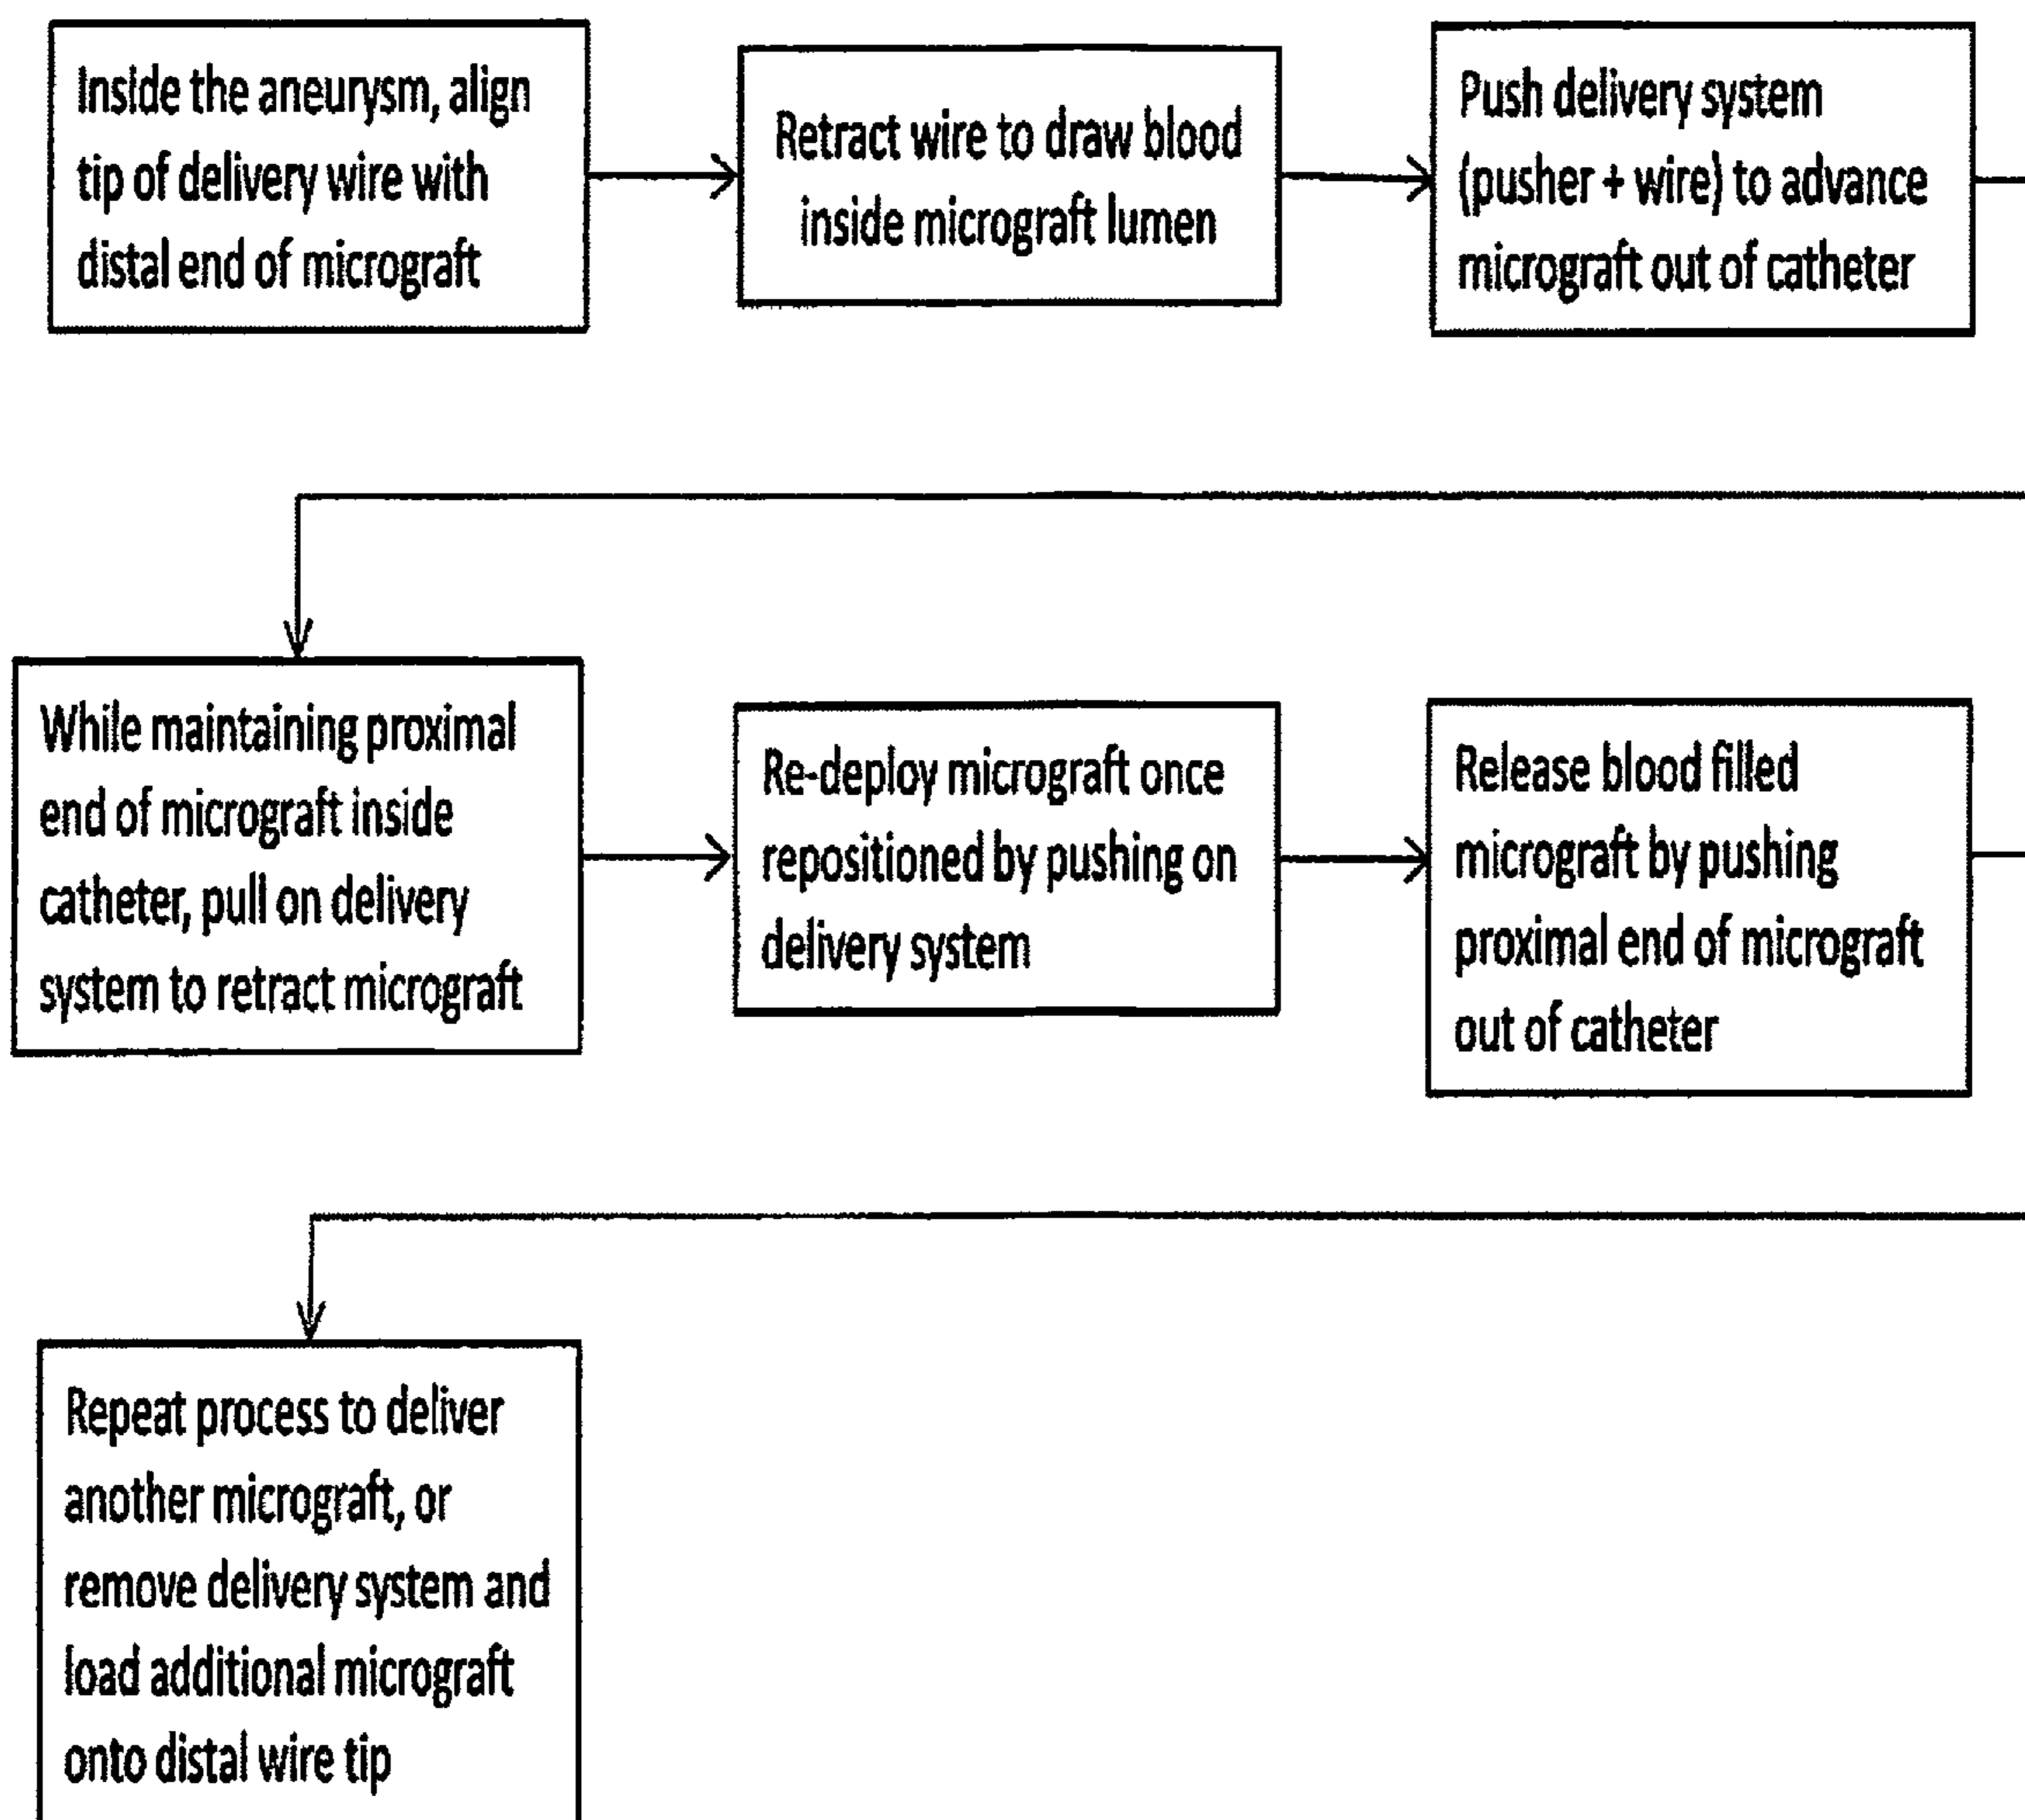 Inside the aneurysm, align
tip of delivery wire with
distal end of micrograft
Retract wire to draw blood
inside micrograft lumen
Push delivery system
(pusher + wire) to advance
micrograft out of catheter
While maintaining proximal
end of micrograft inside
catheter, pull on delivery
system to retract micrograft
Re-deploy micrograft once
repositioned by pushing on
delivery system
Release blood filled
micrograft by pushing
proximal end of micrograft
out of catheter
Repeat process to deliver
another micrograft, or
remove delivery system and
load additional micrograft
onto distal wire tip